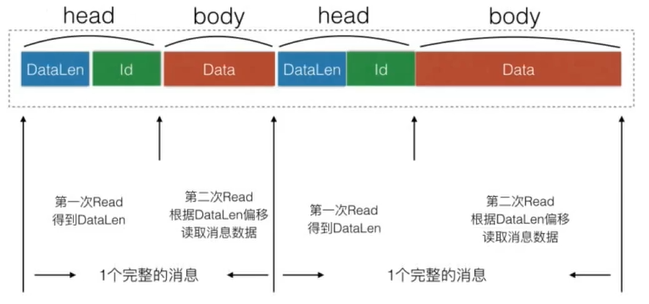 head body head body
DataLen Id Data DataLen Id Data
第一次Read
得到DataLen
第二次Read
根据DataLen偏移
读取消息数据
第一次Read
得到DataLen
第二次Read
根据DataLen偏移
读取消息数据
1个完整的消息 1个完整的消息